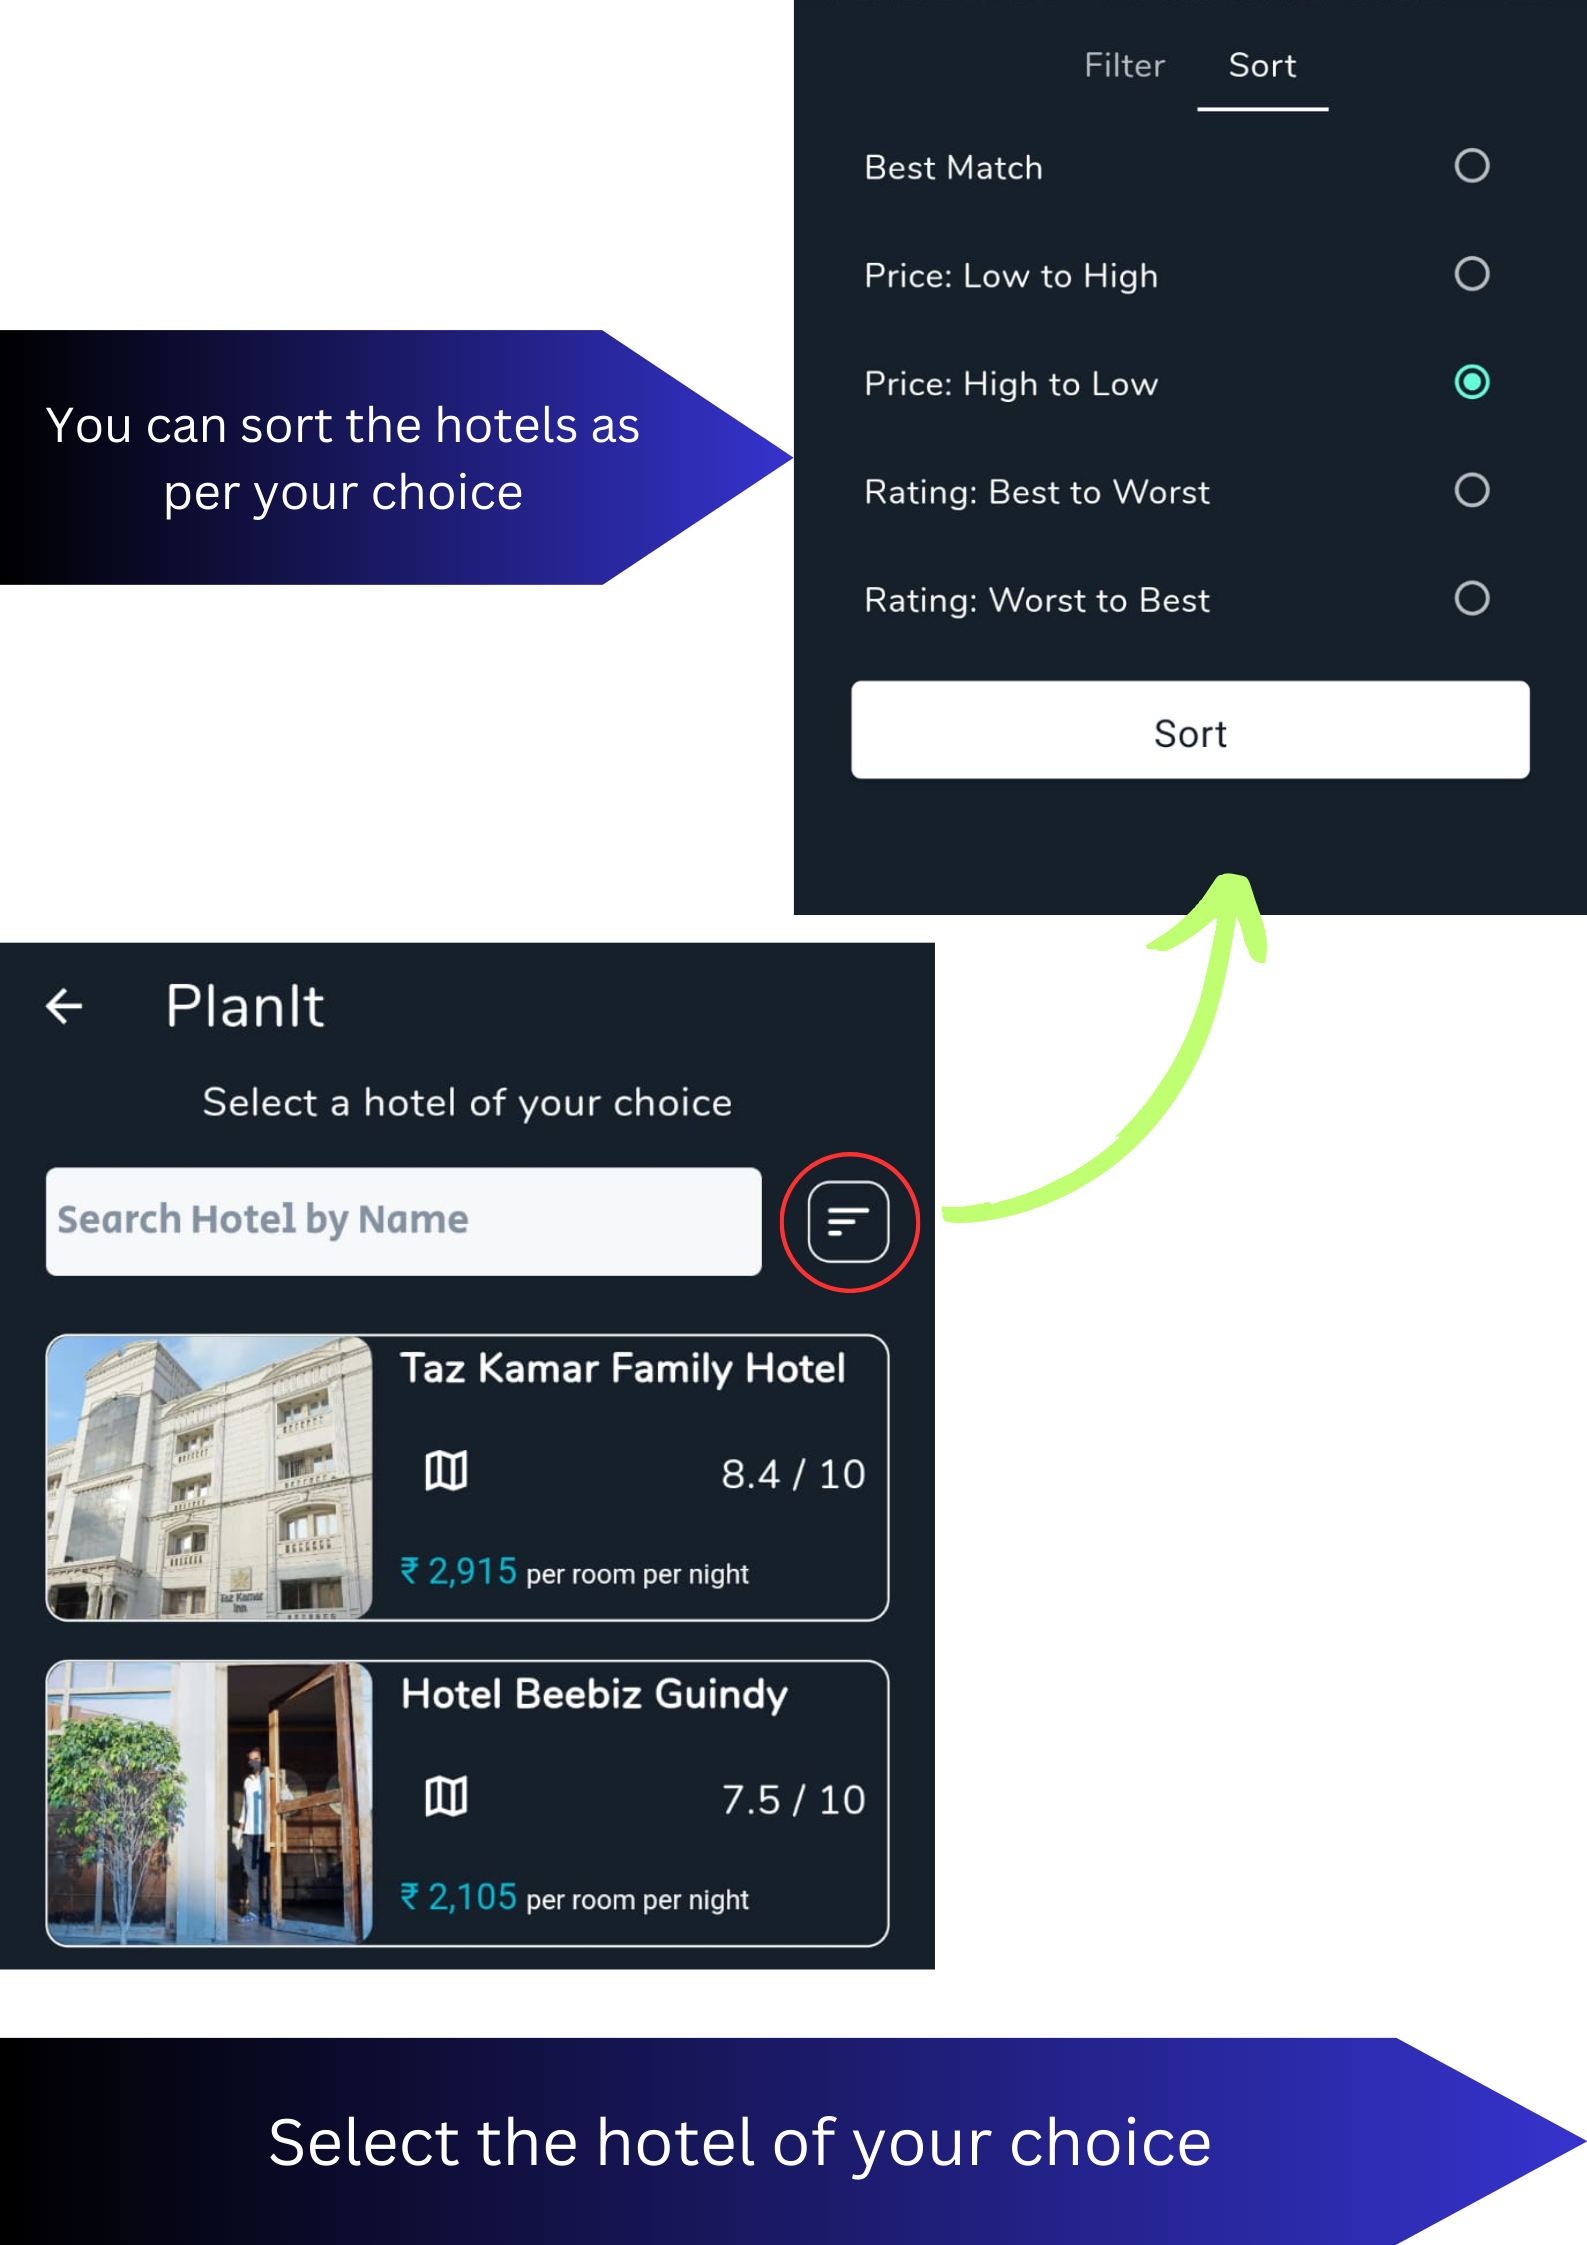 Filter Sort
Best Match
Price: Low to High
Price: High to Low
Rating: Best to Worst
Rating: Worst to Best
Sort
You can sort the hotels as
per your choice
PlanIt
Select a hotel of your choice
Search Hotel by Name
Taz Kamar Family Hotel
8.4 / 10
₹ 2,915 per room per night
Taz Kamar
Inn
Hotel Beebiz Guindy
7.5 / 10
₹ 2,105 per room per night
Select the hotel of your choice